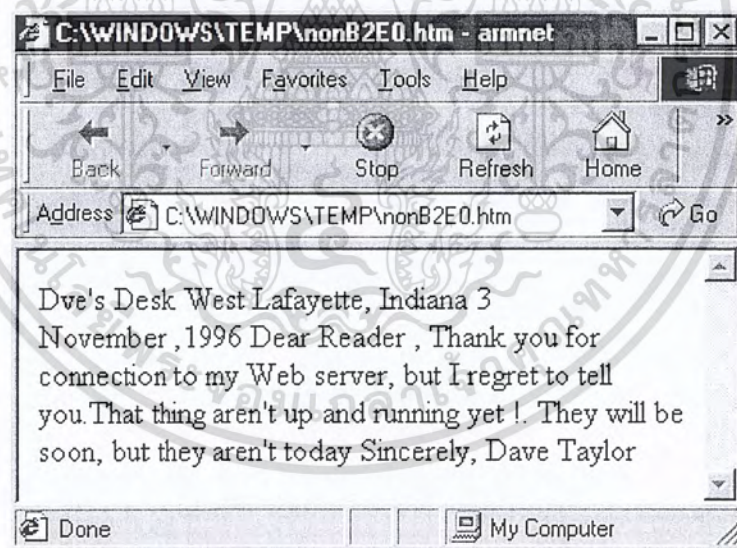 C:\WINDOWS\TEMP\nonB2E0.htm - armnet
File Edit View Favorites Tools Help
Back Forward Stop Refresh Home »
Address C:\WINDOWS\TEMP\nonB2E0.htm Go
Dve's Desk West Lafayette, Indiana 3
November ,1996 Dear Reader , Thank you for
connection to my Web server, but I regret to tell
you.That thing aren't up and running yet !. They will be
soon, but they aren't today Sincerely, Dave Taylor
Done My Computer